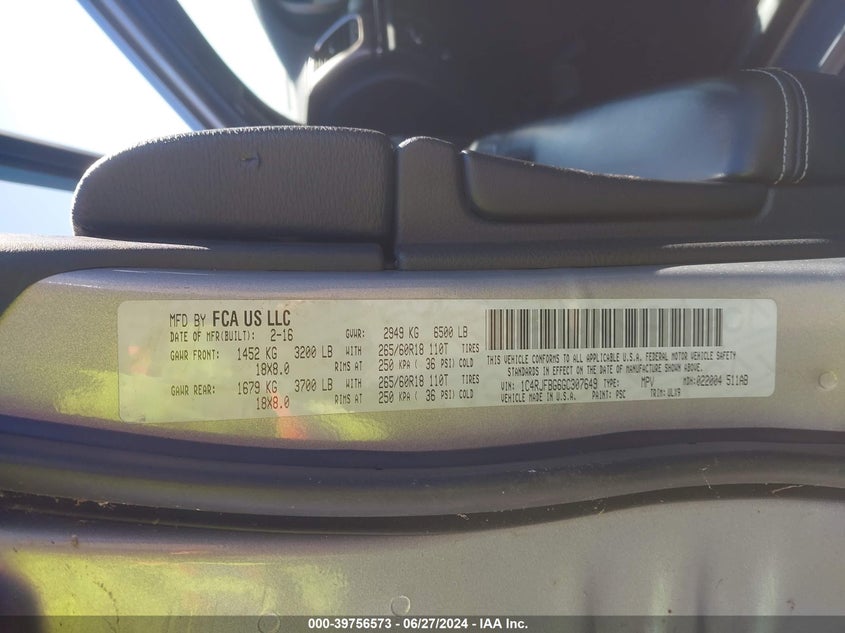 MFD BY FCA US LLC
DATE OF MFR(BUILT): 2-16 GVWR: 2949 KG 6500 LB
GAWR FRONT: 1452 KG 3200 LB WITH 265/60R18 110T TIRES
18X8.0 RIMS AT 250 KPA ( 36 PSI) COLD
GAWR REAR: 1679 KG 3700 LB WITH 265/60R18 110T TIRES
18X8.0 RIMS AT 250 KPA ( 36 PSI) COLD
THIS VEHICLE CONFORMS TO ALL APPLICABLE U.S.A. FEDERAL MOTOR VEHICLE SAFETY
STANDARDS IN EFFECT ON THE DATE OF MANUFACTURE SHOWN ABOVE.
VIN: 1C4RJFBG6GC307649 TYPE: MPV MDH: 022004 511AB
VEHICLE MADE IN U.S.A. PAINT: PSC TRIM: ULX9
000-39756573 - 06/27/2024 - IAA Inc.